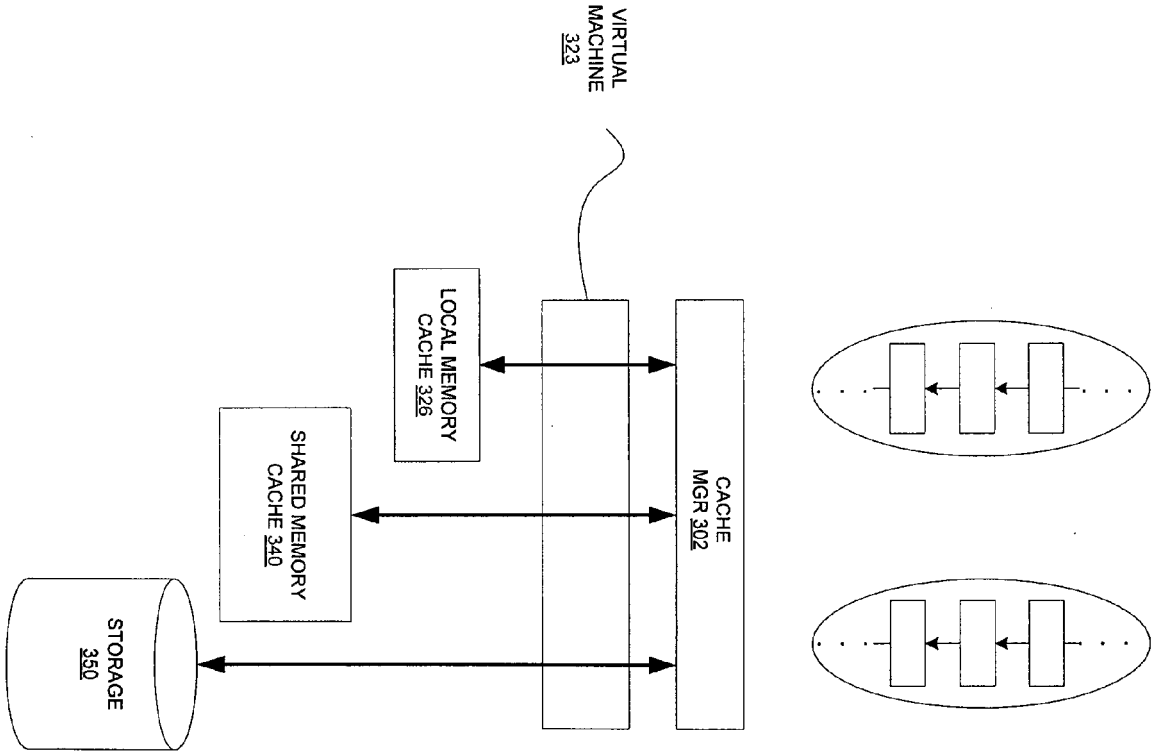 VIRTUAL
MACHINE
323
CACHE
MGR 302
LOCAL MEMORY
CACHE 326
SHARED MEMORY
CACHE 340
STORAGE
350